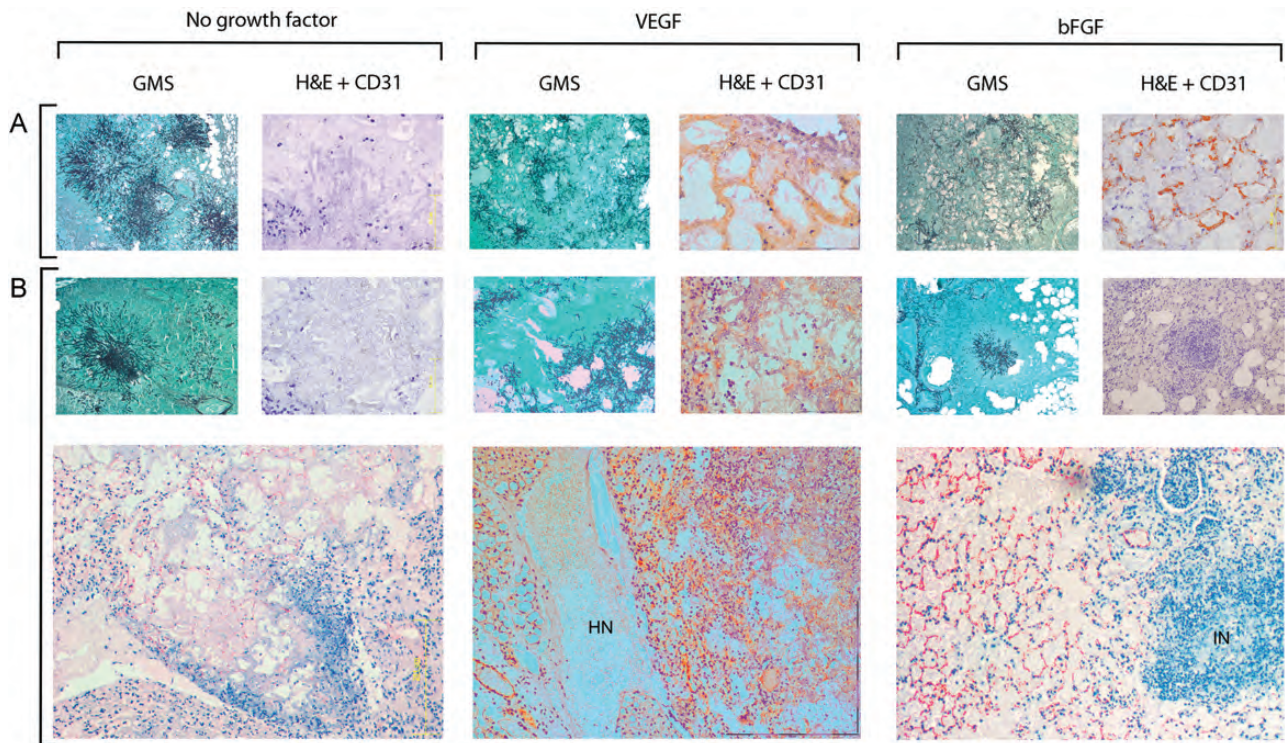 No growth factor
VEGF
bFGF
GMS
H&E + CD31
GMS
H&E + CD31
GMS
H&E + CD31
A
B
HN
IN